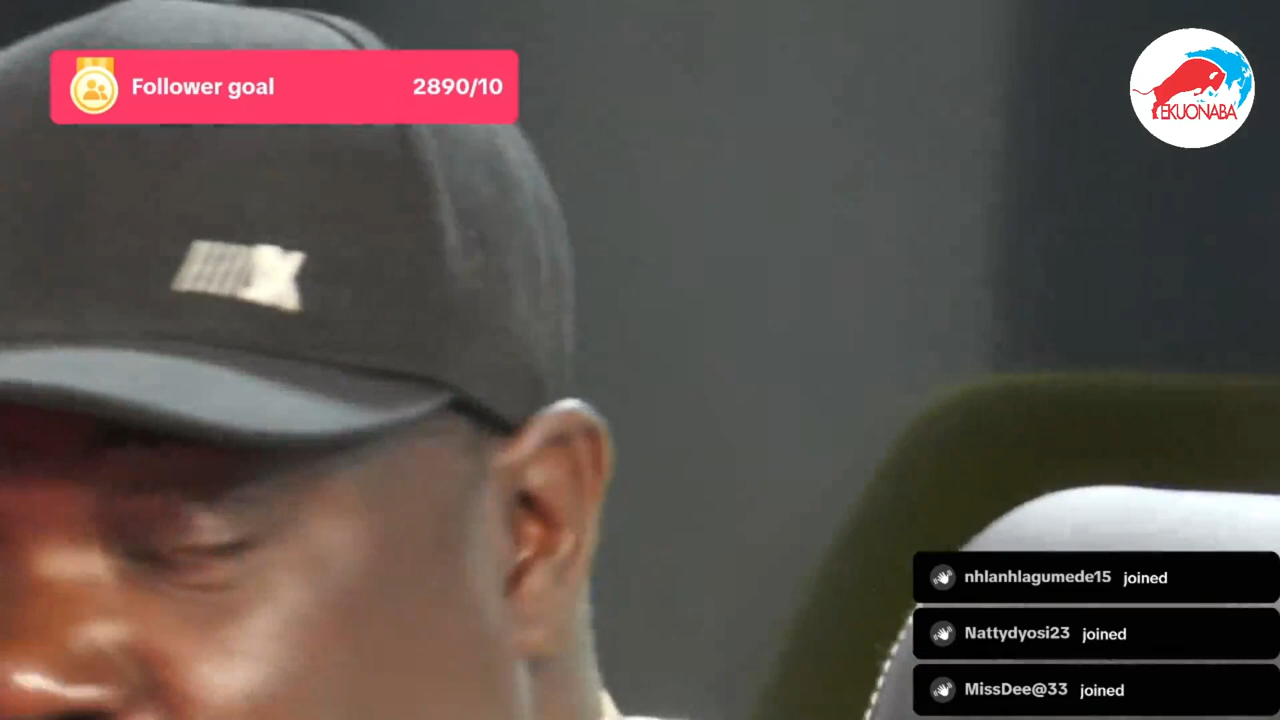 Follower goal 2890/10
EKUONABA
nhlanhlagumede15 joined
Nattydyosi23 joined
MissDee@33 joined